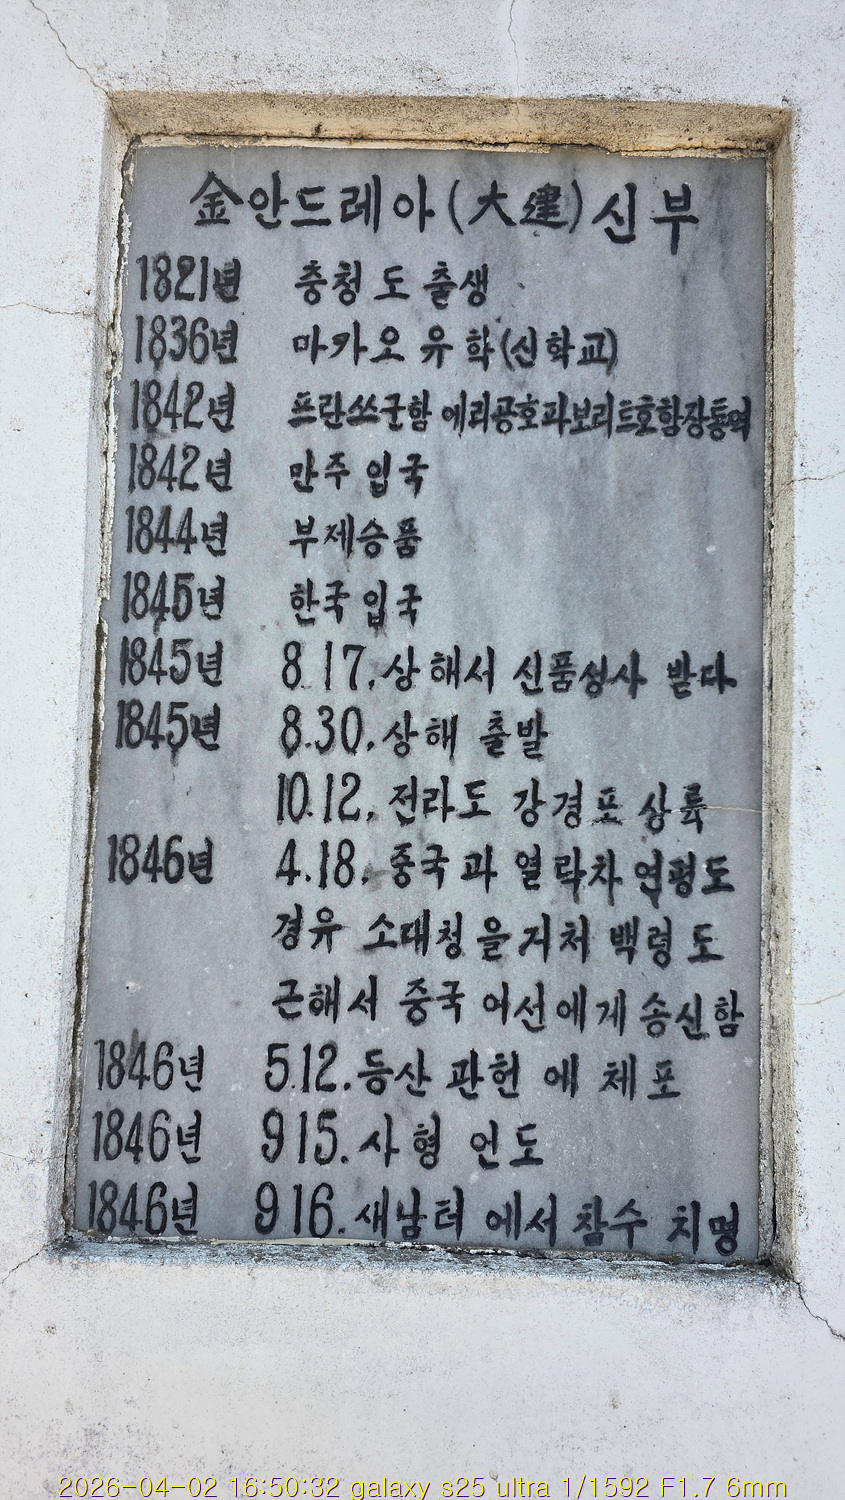 金안드레아(大建)신부
1821년 충청도 출생
1836년 마카오 유학(신학교)
1842년 프란쓰군함 에리공호파보리트호함장통역
1842년 만주 입국
1844년 부제승품
1845년 한국 입국
1845년 8.17.상해서 신품성사 받다
1845년 8.30.상해 출발
10.12.전라도 강경포 상륙
1846년 4.18.중국과 열락차 연평도
경유 소대청을거처 백령도
근해서 중국 어선에게 송신함
1846년 5.12.등산 관헌에 체포
1846년 9 15.사형 언도
1846년 9 16.새남터에서 참수 치명
2026-04-02 16:50:32 galaxy s25 ultra 1/1592 F1.7 6mm